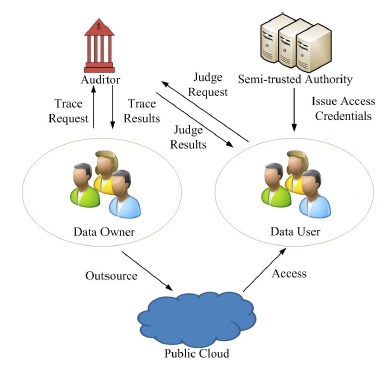 Auditor
Semi-trusted Authority
Judge
Request
Trace
Request
Trace
Results
Judge
Results
Issue Access
Credentials
Data Owner
Data User
Outsource
Access
Public Cloud